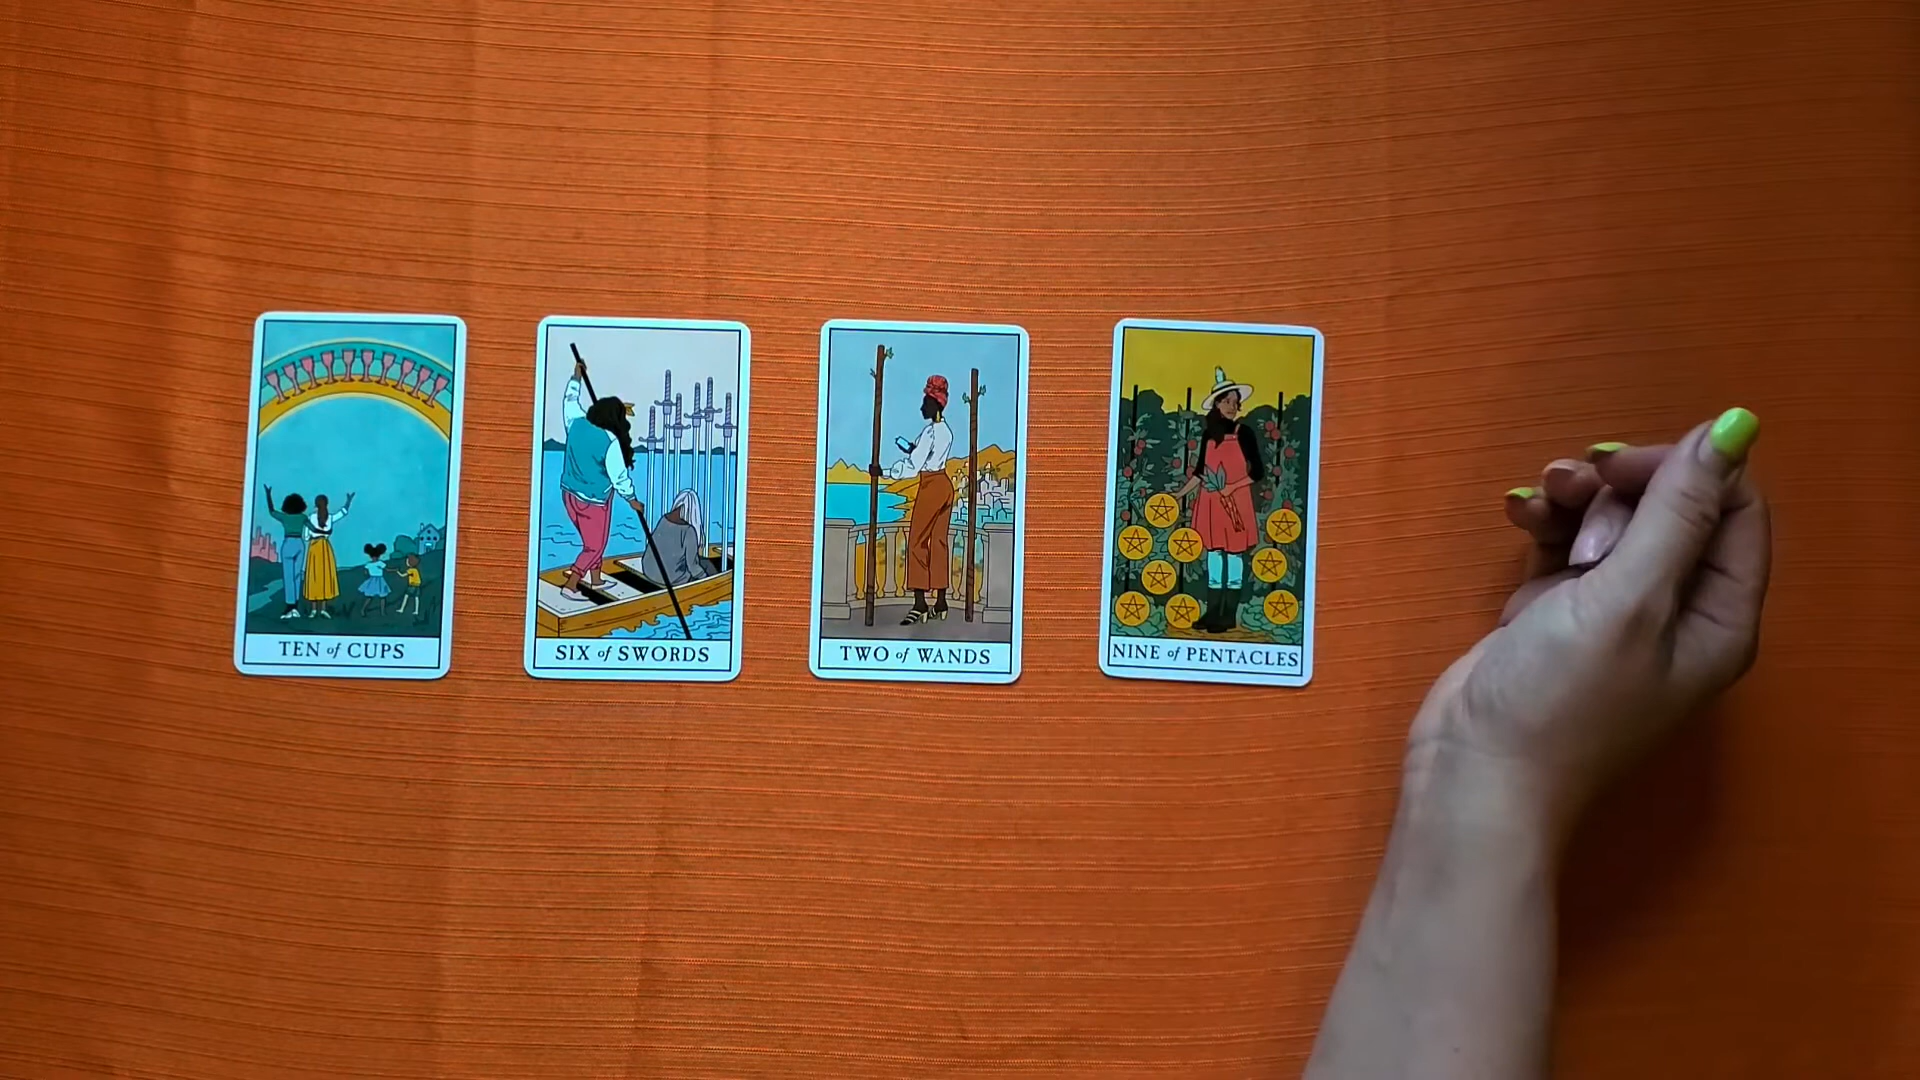 TEN of CUPS
SIX of SWORDS
TWO of WANDS
NINE of PENTACLES